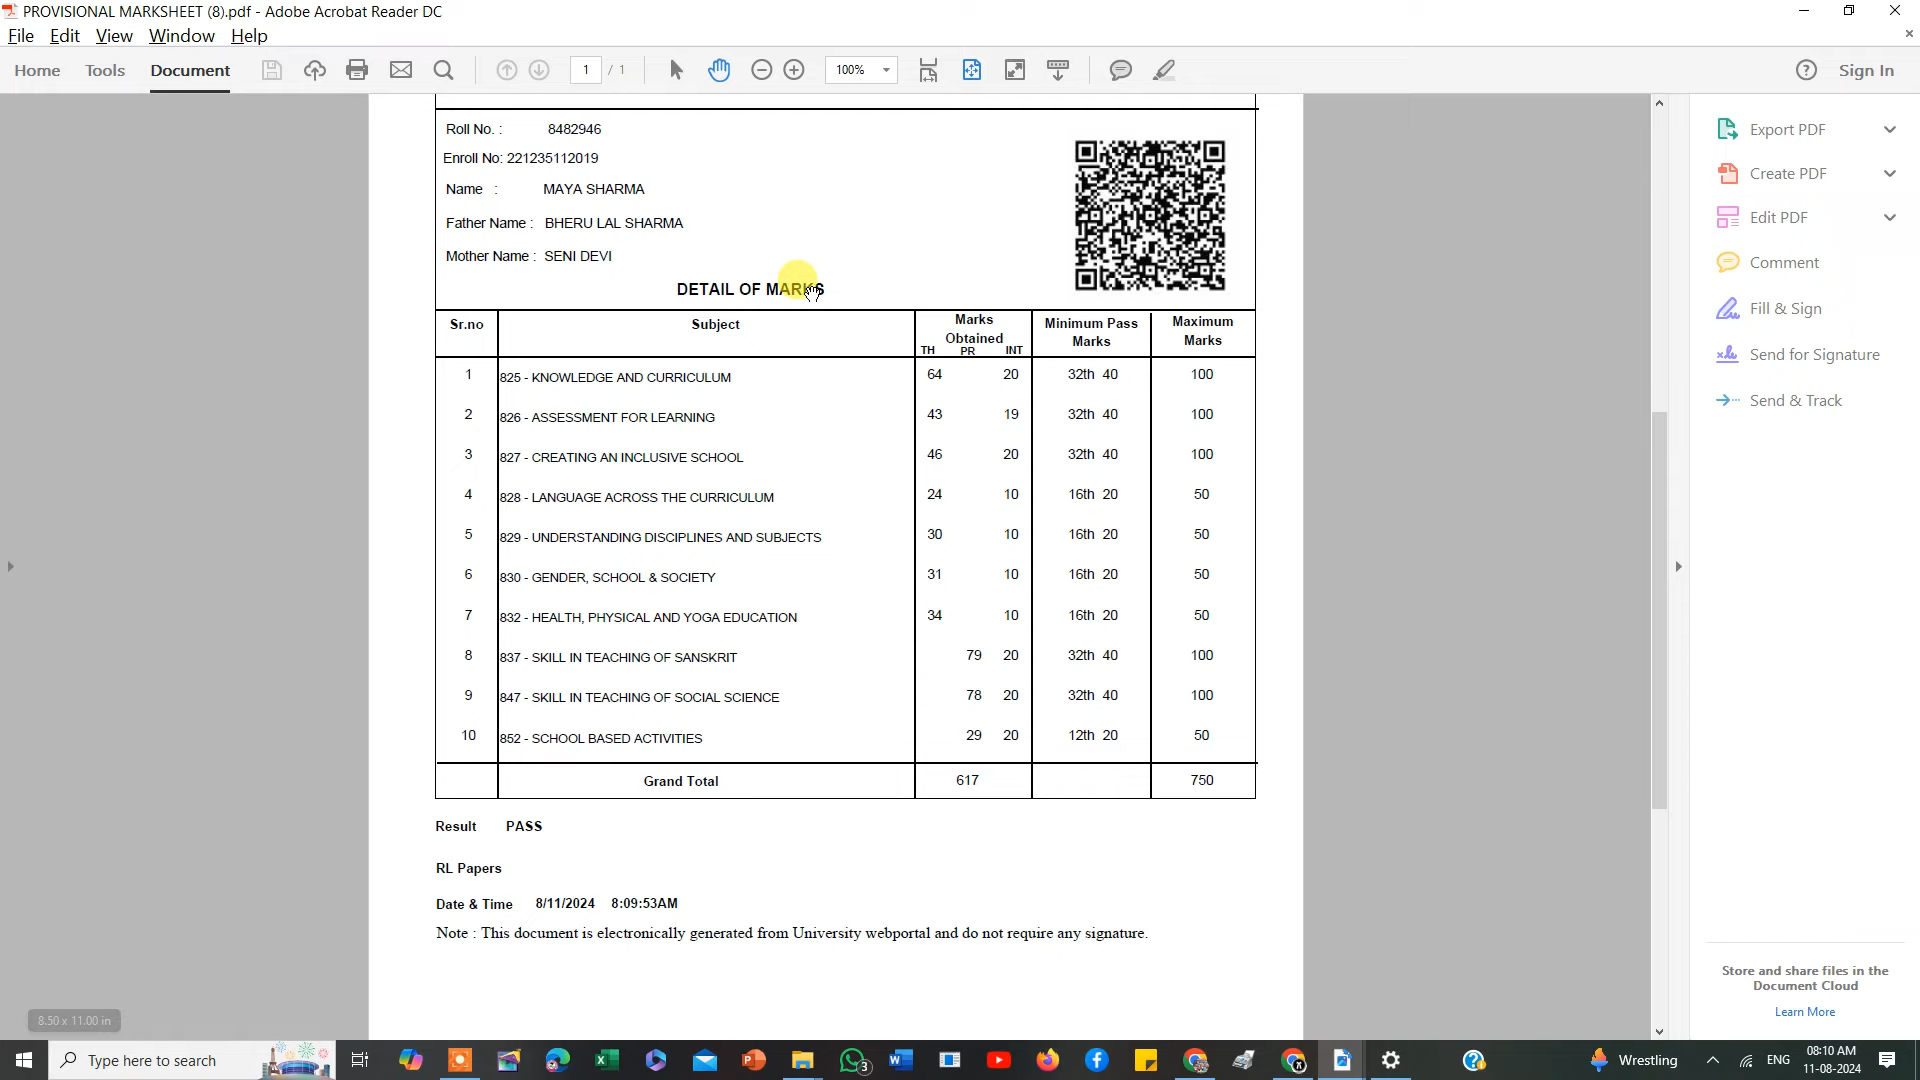 PROVISIONAL MARKSHEET (8).pdf - Adobe Acrobat Reader DC
File Edit View Window Help
Home Tools Document 1 / 1 100% Sign In
Roll No. : 8482946
Enroll No: 221235112019
Name : MAYA SHARMA
Father Name : BHERU LAL SHARMA
Mother Name : SENI DEVI
DETAIL OF MARKS
Sr.no Subject Marks Obtained TH PR INT Minimum Pass Marks Maximum Marks
1 825 - KNOWLEDGE AND CURRICULUM 64 20 32th 40 100
2 826 - ASSESSMENT FOR LEARNING 43 19 32th 40 100
3 827 - CREATING AN INCLUSIVE SCHOOL 46 20 32th 40 100
4 828 - LANGUAGE ACROSS THE CURRICULUM 24 10 16th 20 50
5 829 - UNDERSTANDING DISCIPLINES AND SUBJECTS 30 10 16th 20 50
6 830 - GENDER, SCHOOL & SOCIETY 31 10 16th 20 50
7 832 - HEALTH, PHYSICAL AND YOGA EDUCATION 34 10 16th 20 50
8 837 - SKILL IN TEACHING OF SANSKRIT 79 20 32th 40 100
9 847 - SKILL IN TEACHING OF SOCIAL SCIENCE 78 20 32th 40 100
10 852 - SCHOOL BASED ACTIVITIES 29 20 12th 20 50
Grand Total 617 750
Result PASS
RL Papers
Date & Time 8/11/2024 8:09:53AM
Note : This document is electronically generated from University webportal and do not require any signature.
8.50 x 11.00 in
Export PDF
Create PDF
Edit PDF
Comment
Fill & Sign
Send for Signature
Send & Track
Store and share files in the
Document Cloud
Learn More
Type here to search 3 Wrestling ENG 08:10 AM
11-08-2024